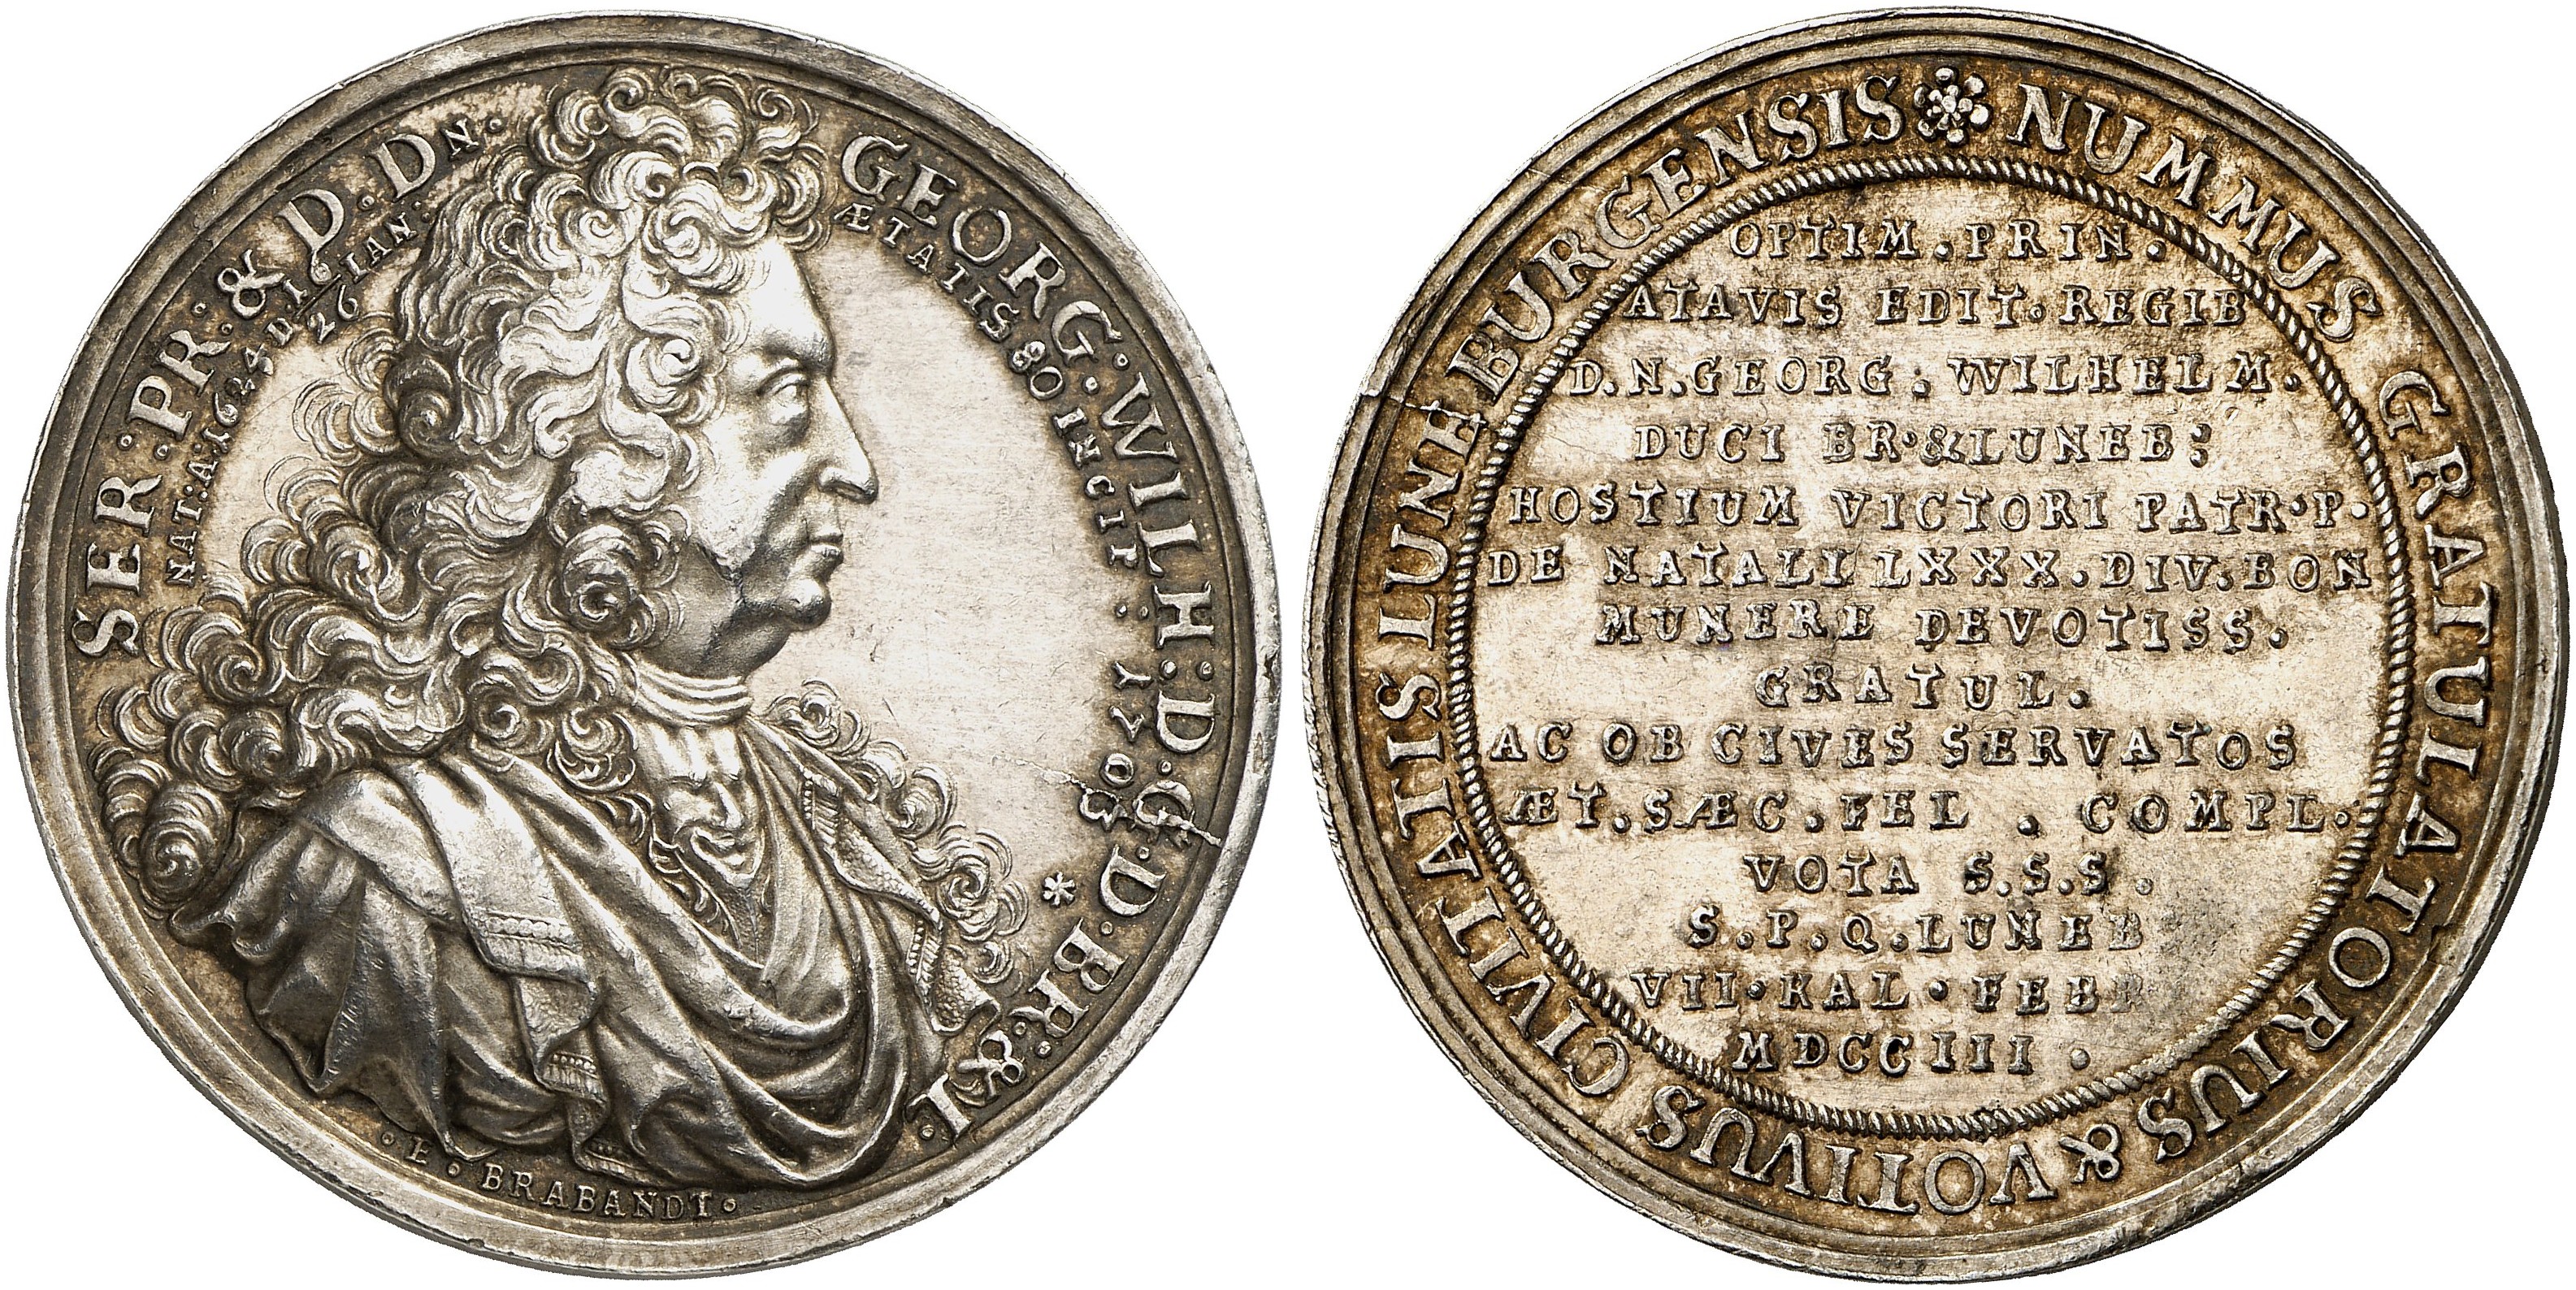 SER·PR:&D.DN· GEORG:WILH:D·G·D·BR:&L·
NAT:A·1624 D·16/26 IAN:
ÆTATIS 80 INCIP: 1703 *
·E·BRABANDT·
NUMMUS GRATULATORIUS & VOTIVUS CIVITATIS LUNEBURGENSIS
OPTIM.PRIN.
ATAVIS EDIT.REGIB
D.N.GEORG.WILHELM.
DUCI BR·&LUNEB:
HOSTIUM VICTORI PATR·P·
DE NATALI LXXX.DIV.BON
MUNERE DEVOTISS.
GRATUL.
AC OB CIVES SERVATOS
ÆT.SÆC.FEL . COMPL.
VOTA S.S.S.
S.P.Q.LUNEB
VII·KAL·FEBR
MDCCIII.